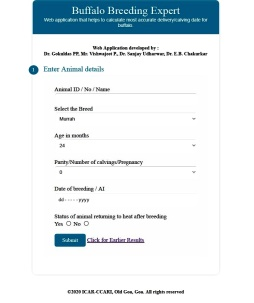 Buffalo Breeding Expert
Web application that helps to calculate most accurate delivery/calving date for
buffalo
Web Application developed by :
Dr. Gokuldas PP, Mr. Vishwajeet P., Dr. Sanjay Udharwar, Dr. E.B. Chakurkar
1 Enter Animal details
Animal ID / No / Name
Select the Breed
Murrah
Age in months
24
Parity/Number of calvings/Pregnancy
0
Date of breeding / AI
dd-----yyyy
Status of animal returning to heat after breeding
Yes No
Submit Click for Earlier Results
©2020 ICAR-CCARI, Old Goa, Goa. All rights reserved